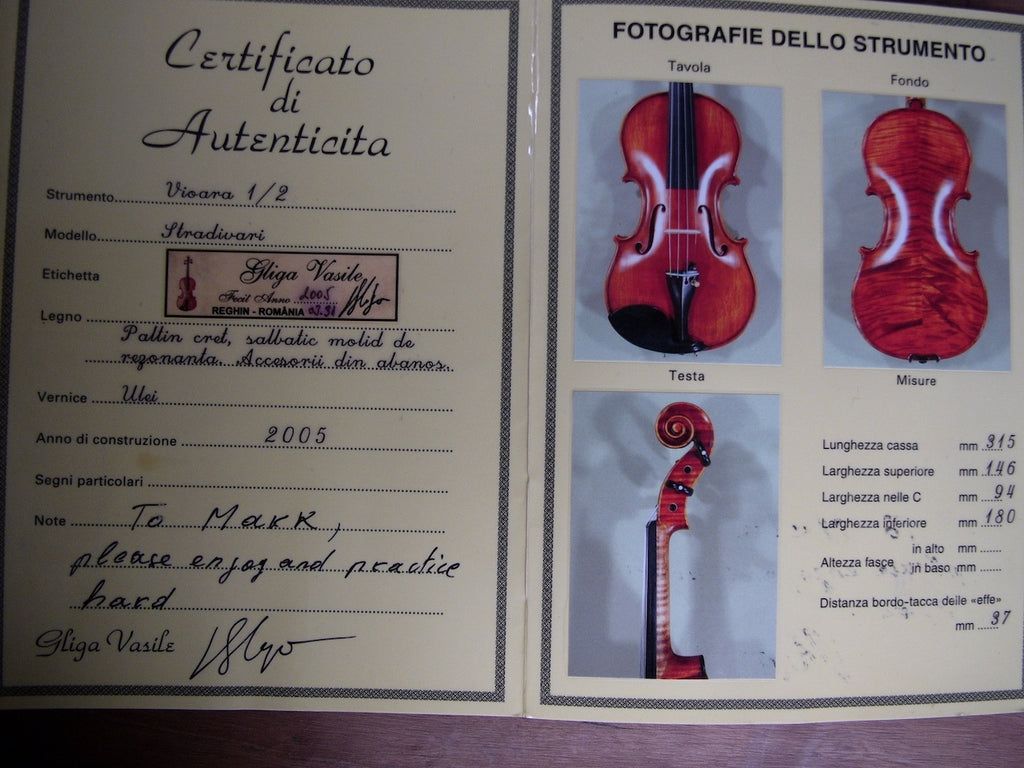 Certificato
di
Autenticita
Strumento Vioara 1/2
Modello Stradivari
Etichetta
Gliga Vasile
Fecit Anno 2005
REGHIN - ROMÂNIA
Legno
Paltin cret, salbatic molid de
rezonanta. Accesorii din abanos.
Vernice Ulei
Anno di costruzione 2005
Segni particolari
Note To Mark,
please enjoy and practice
hard
Gliga Vasile
FOTOGRAFIE DELLO STRUMENTO
Tavola
Fondo
Testa
Misure
Lunghezza cassa mm 315
Larghezza superiore mm 146
Larghezza nelle C mm 94
Larghezza inferiore mm 180
Altezza fasce in alto mm
in baso mm
Distanza bordo-tacca delle «effe»
mm 37